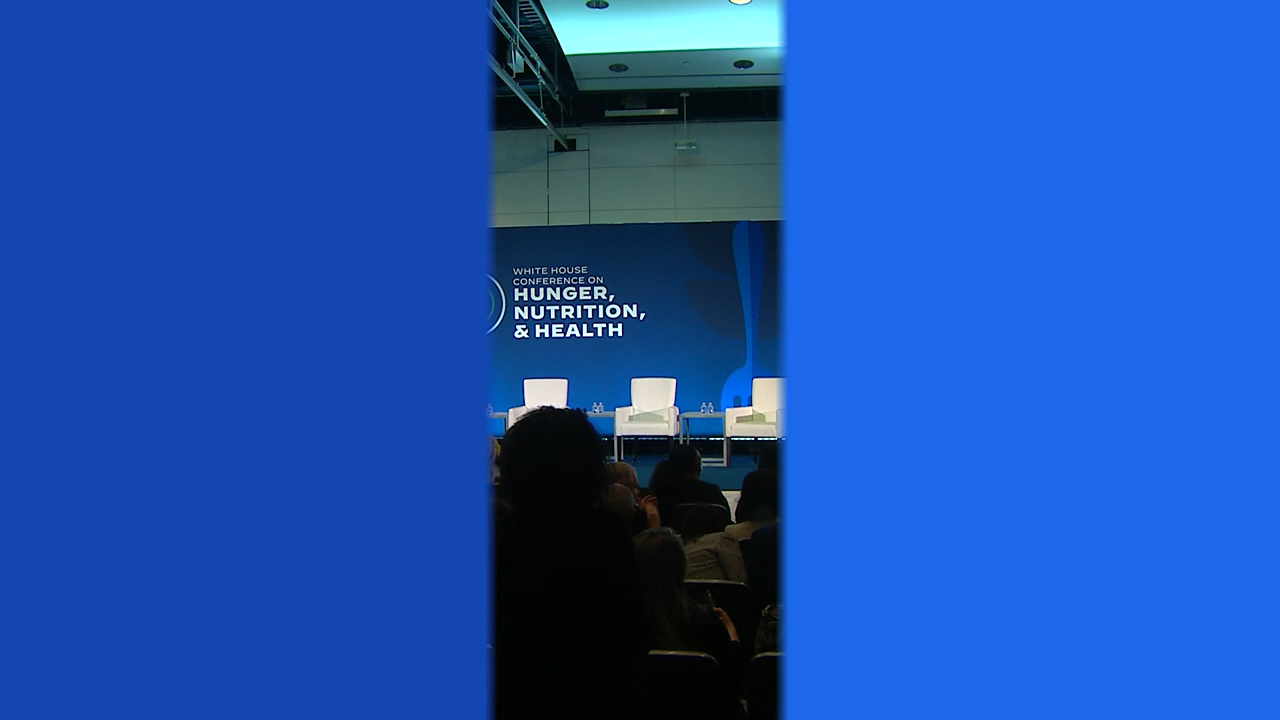 WHITE HOUSE
CONFERENCE ON
HUNGER,
NUTRITION,
& HEALTH